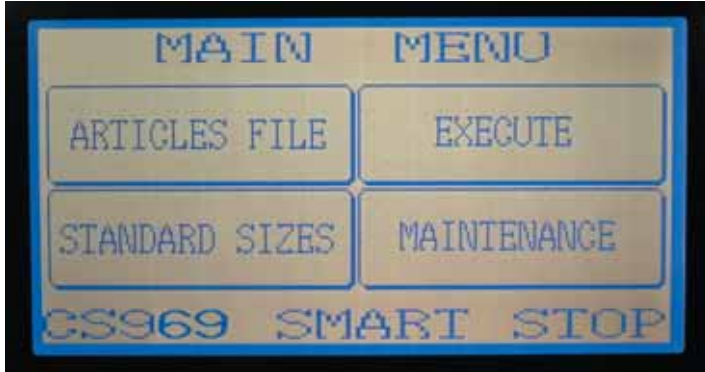 MAIN MENU
ARTICLES FILE EXECUTE
STANDARD SIZES MAINTENANCE
CS969 SMART STOP